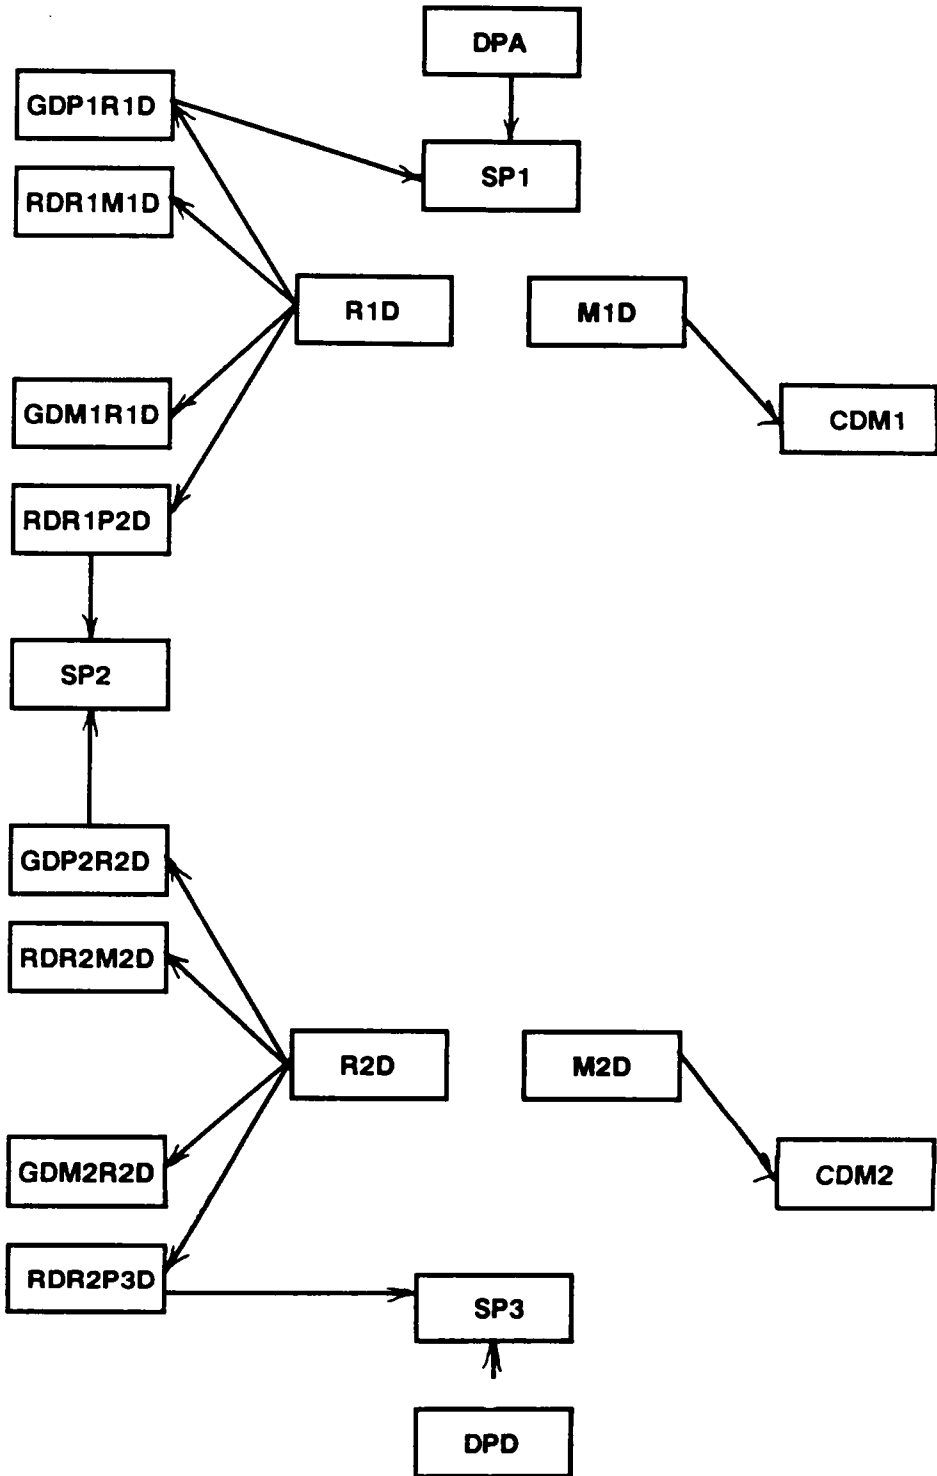 DPA
GDP1R1D
SP1
RDR1M1D
R1D
M1D
GDM1R1D
CDM1
RDR1P2D
SP2
GDP2R2D
RDR2M2D
R2D
M2D
GDM2R2D
CDM2
RDR2P3D
SP3
DPD